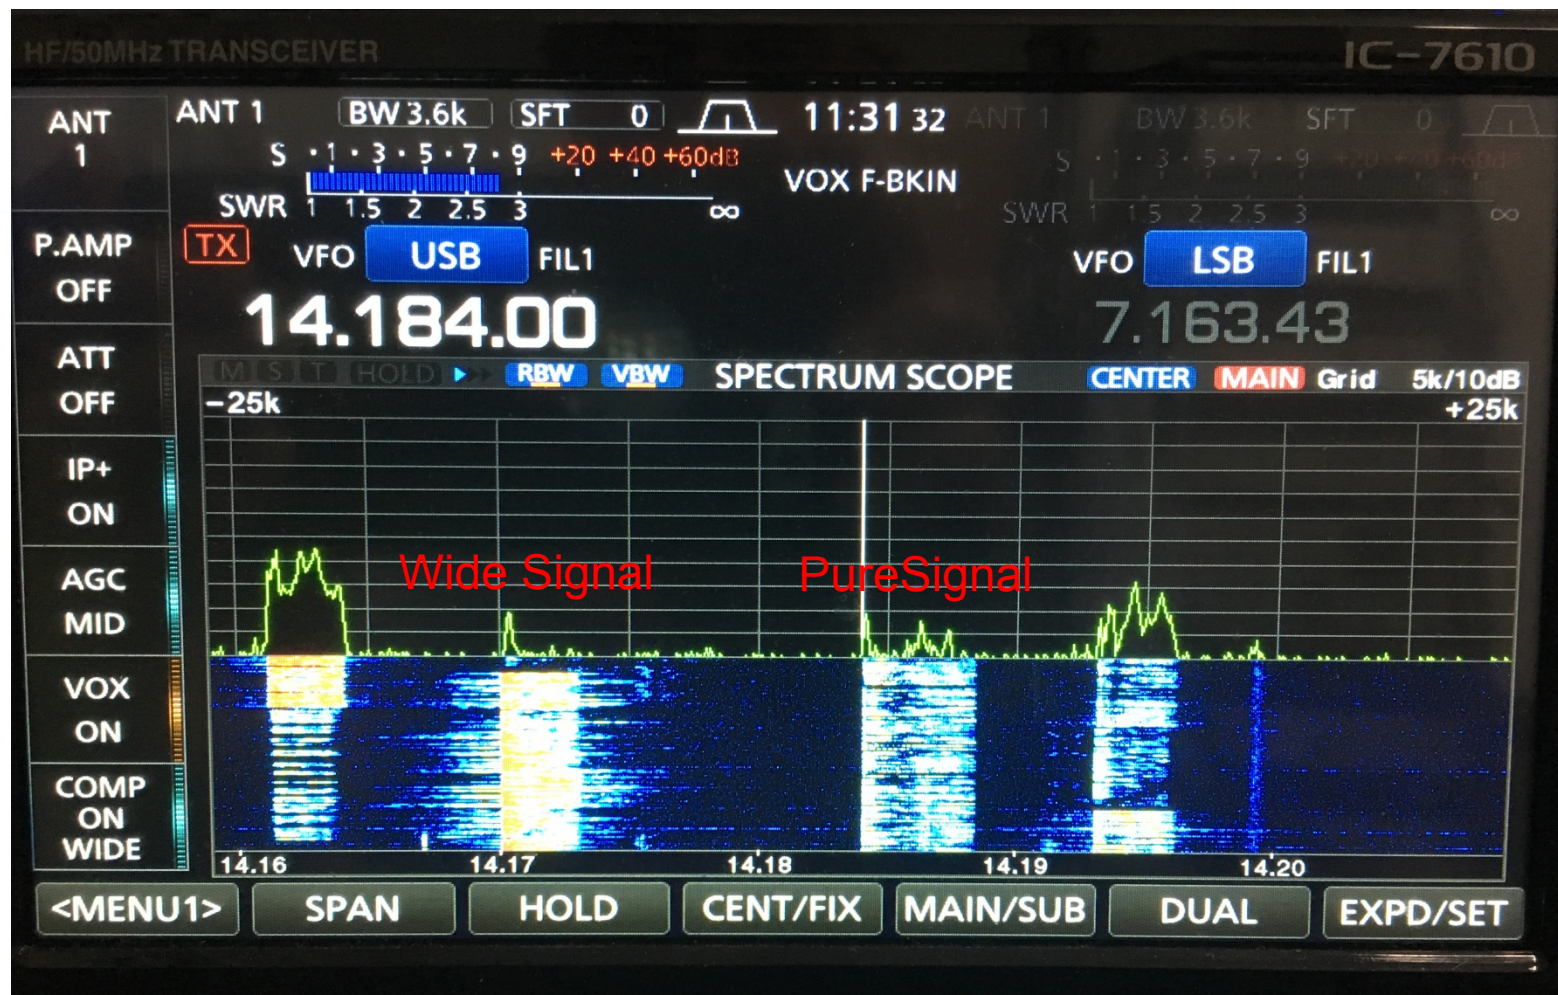 HF/50MHz TRANSCEIVER
IC-7610
ANT 1
ANT 1 BW 3.6k SFT 0 11:31 32 ANT 1 BW 3.6k SFT 0
S 1 3 5 7 9 +20 +40 +60dB
S 1 3 5 7 9 +20 +40 +60dB
VOX F-BKIN
SWR 1 1.5 2 2.5 3 ∞
SWR 1 1.5 2 2.5 3 ∞
P.AMP
OFF
TX VFO USB FIL1
VFO LSB FIL1
14.184.00
7.163.43
ATT
OFF
M S T HOLD RBW VBW SPECTRUM SCOPE CENTER MAIN Grid 5k/10dB
-25k
+25k
IP+
ON
AGC
MID
Wide Signal
PureSignal
VOX
ON
COMP
ON
WIDE
14.16 14.17 14.18 14.19 14.20
<MENU1> SPAN HOLD CENT/FIX MAIN/SUB DUAL EXPD/SET